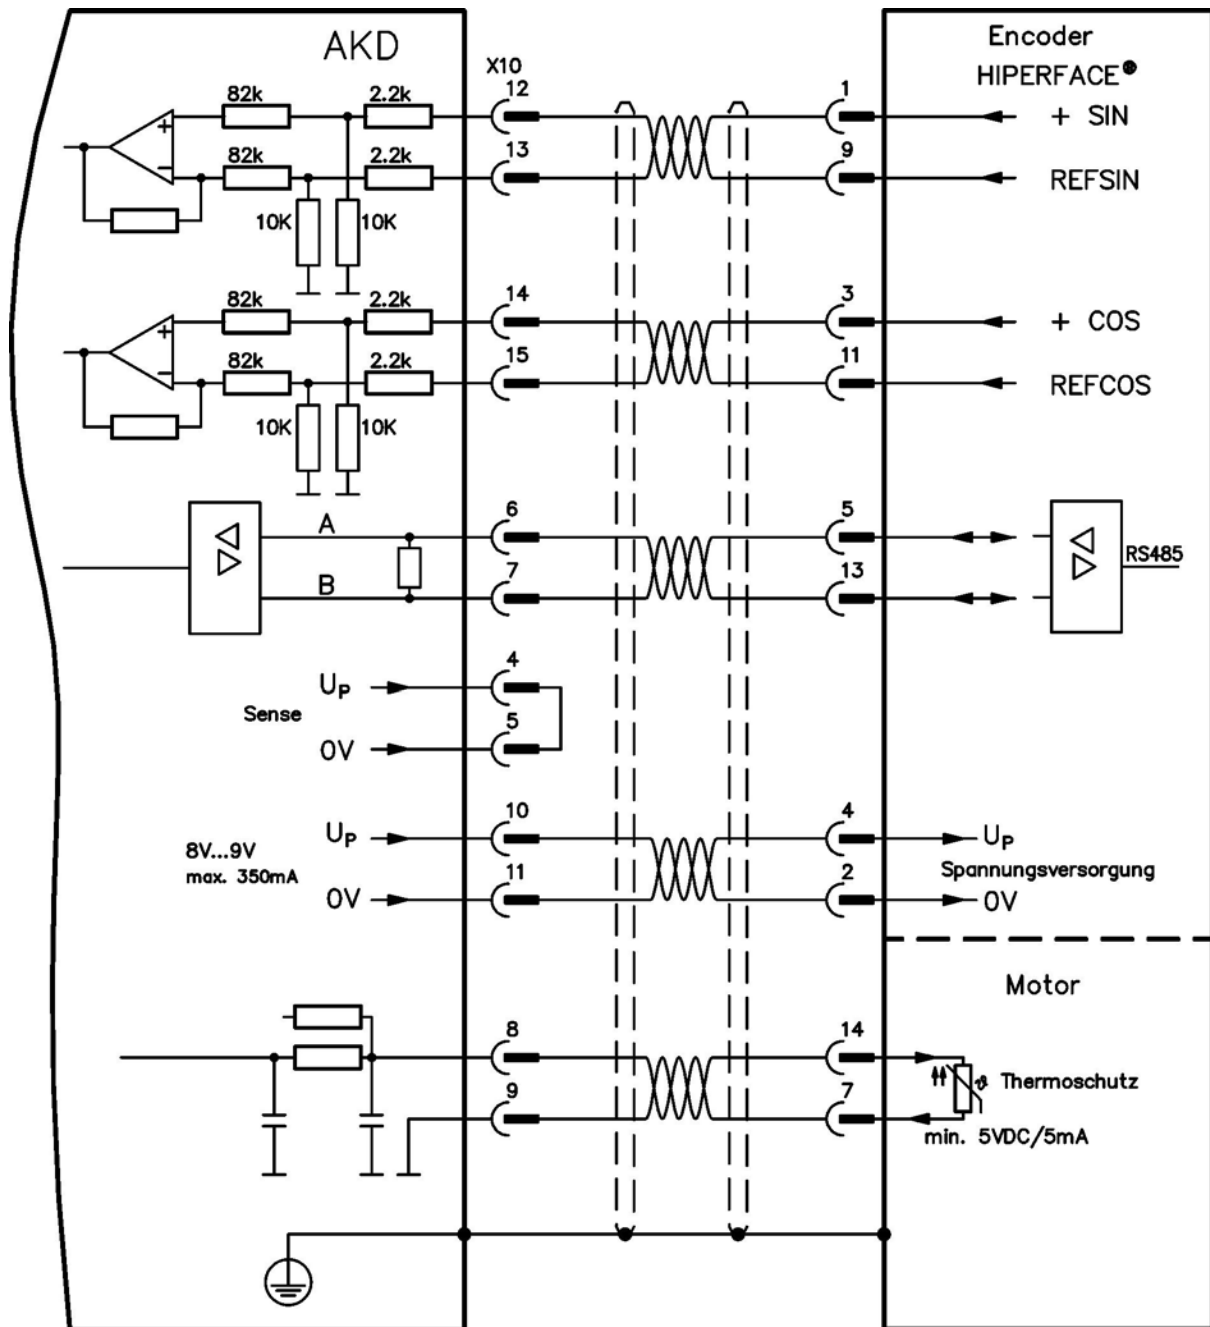 AKD
X10
Encoder
HIPERFACE®
82k 2.2k 12 1 + SIN
82k 2.2k 13 9 REFSIN
10K 10K
82k 2.2k 14 3 + COS
82k 2.2k 15 11 REFCOS
10K 10K
A 6 5
RS485
B 7 13
UP 4
Sense
0V 5
UP 10 4 UP
8V...9V
max. 350mA
Spannungsversorgung
0V 11 2 0V
Motor
8 14
9 7 ϑ Thermoschutz
min. 5VDC/5mA